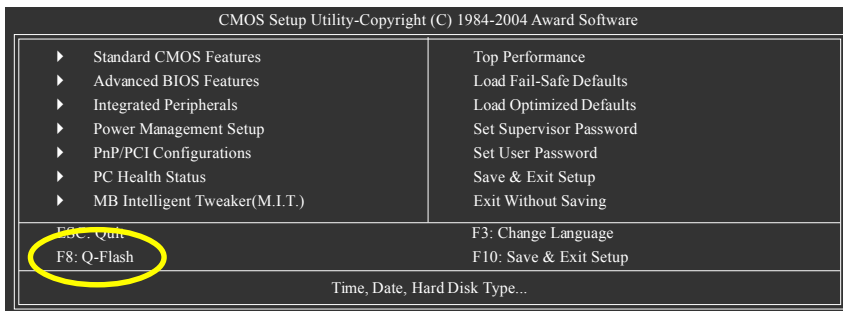 CMOS Setup Utility-Copyright (C) 1984-2004 Award Software
Standard CMOS Features
Advanced BIOS Features
Integrated Peripherals
Power Management Setup
PnP/PCI Configurations
PC Health Status
MB Intelligent Tweaker(M.I.T.)
Top Performance
Load Fail-Safe Defaults
Load Optimized Defaults
Set Supervisor Password
Set User Password
Save & Exit Setup
Exit Without Saving
ESC: Quit
F8: Q-Flash
F3: Change Language
F10: Save & Exit Setup
Time, Date, Hard Disk Type...